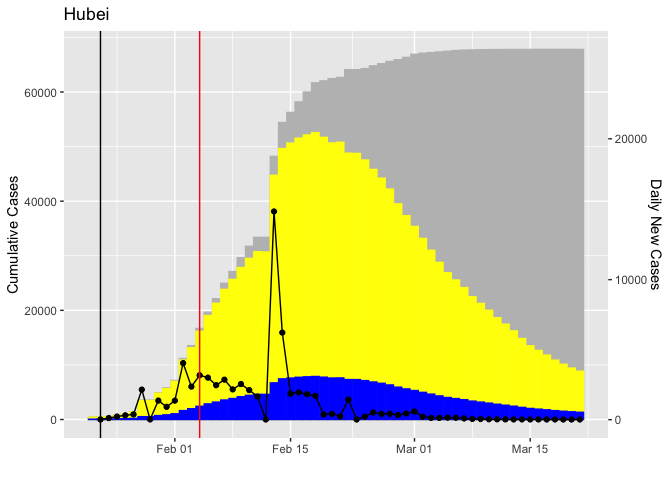 Hubei
60000
40000
20000
0
Cumulative Cases
20000
10000
0
Daily New Cases
Feb 01
Feb 15
Mar 01
Mar 15